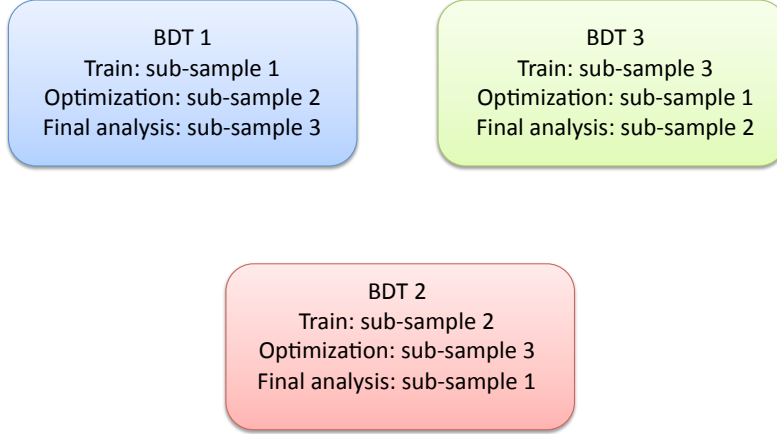 BDT 1
Train: sub-sample 1
Optimization: sub-sample 2
Final analysis: sub-sample 3
BDT 3
Train: sub-sample 3
Optimization: sub-sample 1
Final analysis: sub-sample 2
BDT 2
Train: sub-sample 2
Optimization: sub-sample 3
Final analysis: sub-sample 1